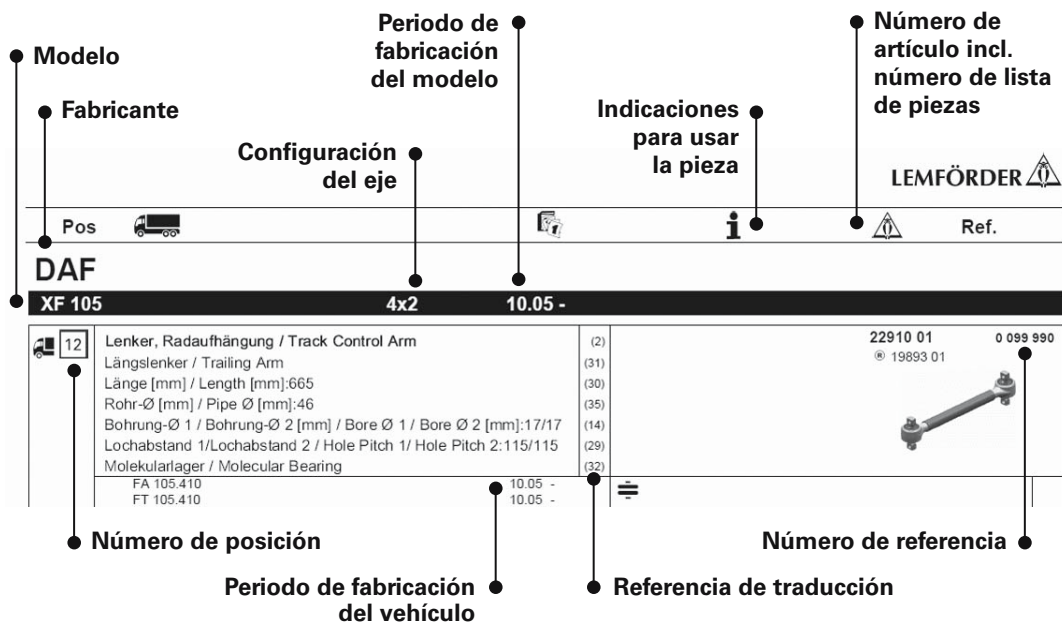 Modelo
Fabricante
Configuración
del eje
Periodo de
fabricación
del modelo
Indicaciones
para usar
la pieza
Número de
artículo incl.
número de lista
de piezas
LEMFÖRDER
Pos
Ref.
DAF
XF 105 4x2 10.05 -
12
Lenker, Radaufhängung / Track Control Arm (2)
Längslenker / Trailing Arm (31)
Länge [mm] / Length [mm]:665 (30)
Rohr-Ø [mm] / Pipe Ø [mm]:46 (35)
Bohrung-Ø 1 / Bohrung-Ø 2 [mm] / Bore Ø 1 / Bore Ø 2 [mm]:17/17 (14)
Lochabstand 1/Lochabstand 2 / Hole Pitch 1/ Hole Pitch 2:115/115 (29)
Molekularlager / Molecular Bearing (32)
22910 01 0 099 990
® 19893 01
FA 105.410 10.05 -
FT 105.410 10.05 -
Número de posición
Periodo de fabricación
del vehículo
Referencia de traducción
Número de referencia